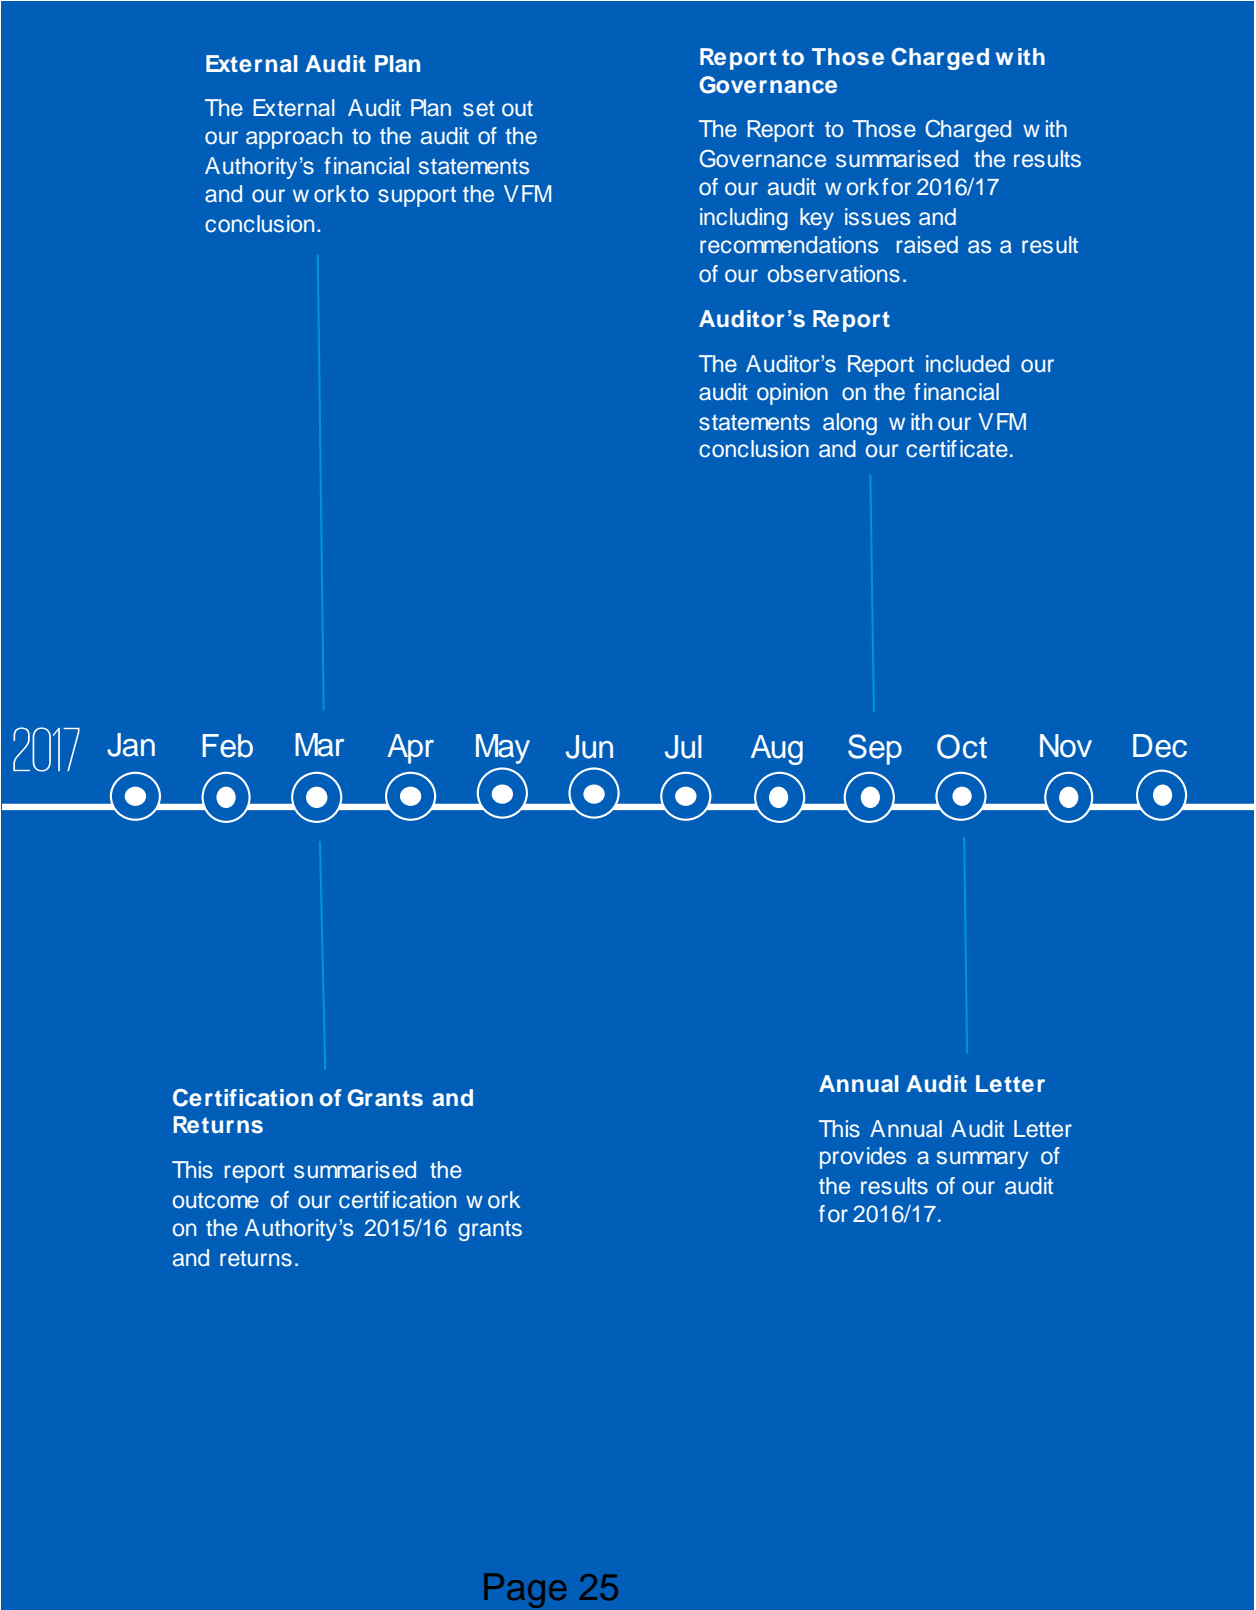 External Audit Plan
The External Audit Plan set out
our approach to the audit of the
Authority's financial statements
and our work to support the VFM
conclusion.
Report to Those Charged with
Governance
The Report to Those Charged with
Governance summarised the results
of our audit work for 2016/17
including key issues and
recommendations raised as a result
of our observations.
Auditor's Report
The Auditor's Report included our
audit opinion on the financial
statements along with our VFM
conclusion and our certificate.
2017 Jan Feb Mar Apr May Jun Jul Aug Sep Oct Nov Dec
Certification of Grants and
Returns
This report summarised the
outcome of our certification work
on the Authority's 2015/16 grants
and returns.
Annual Audit Letter
This Annual Audit Letter
provides a summary of
the results of our audit
for 2016/17.
Page 25